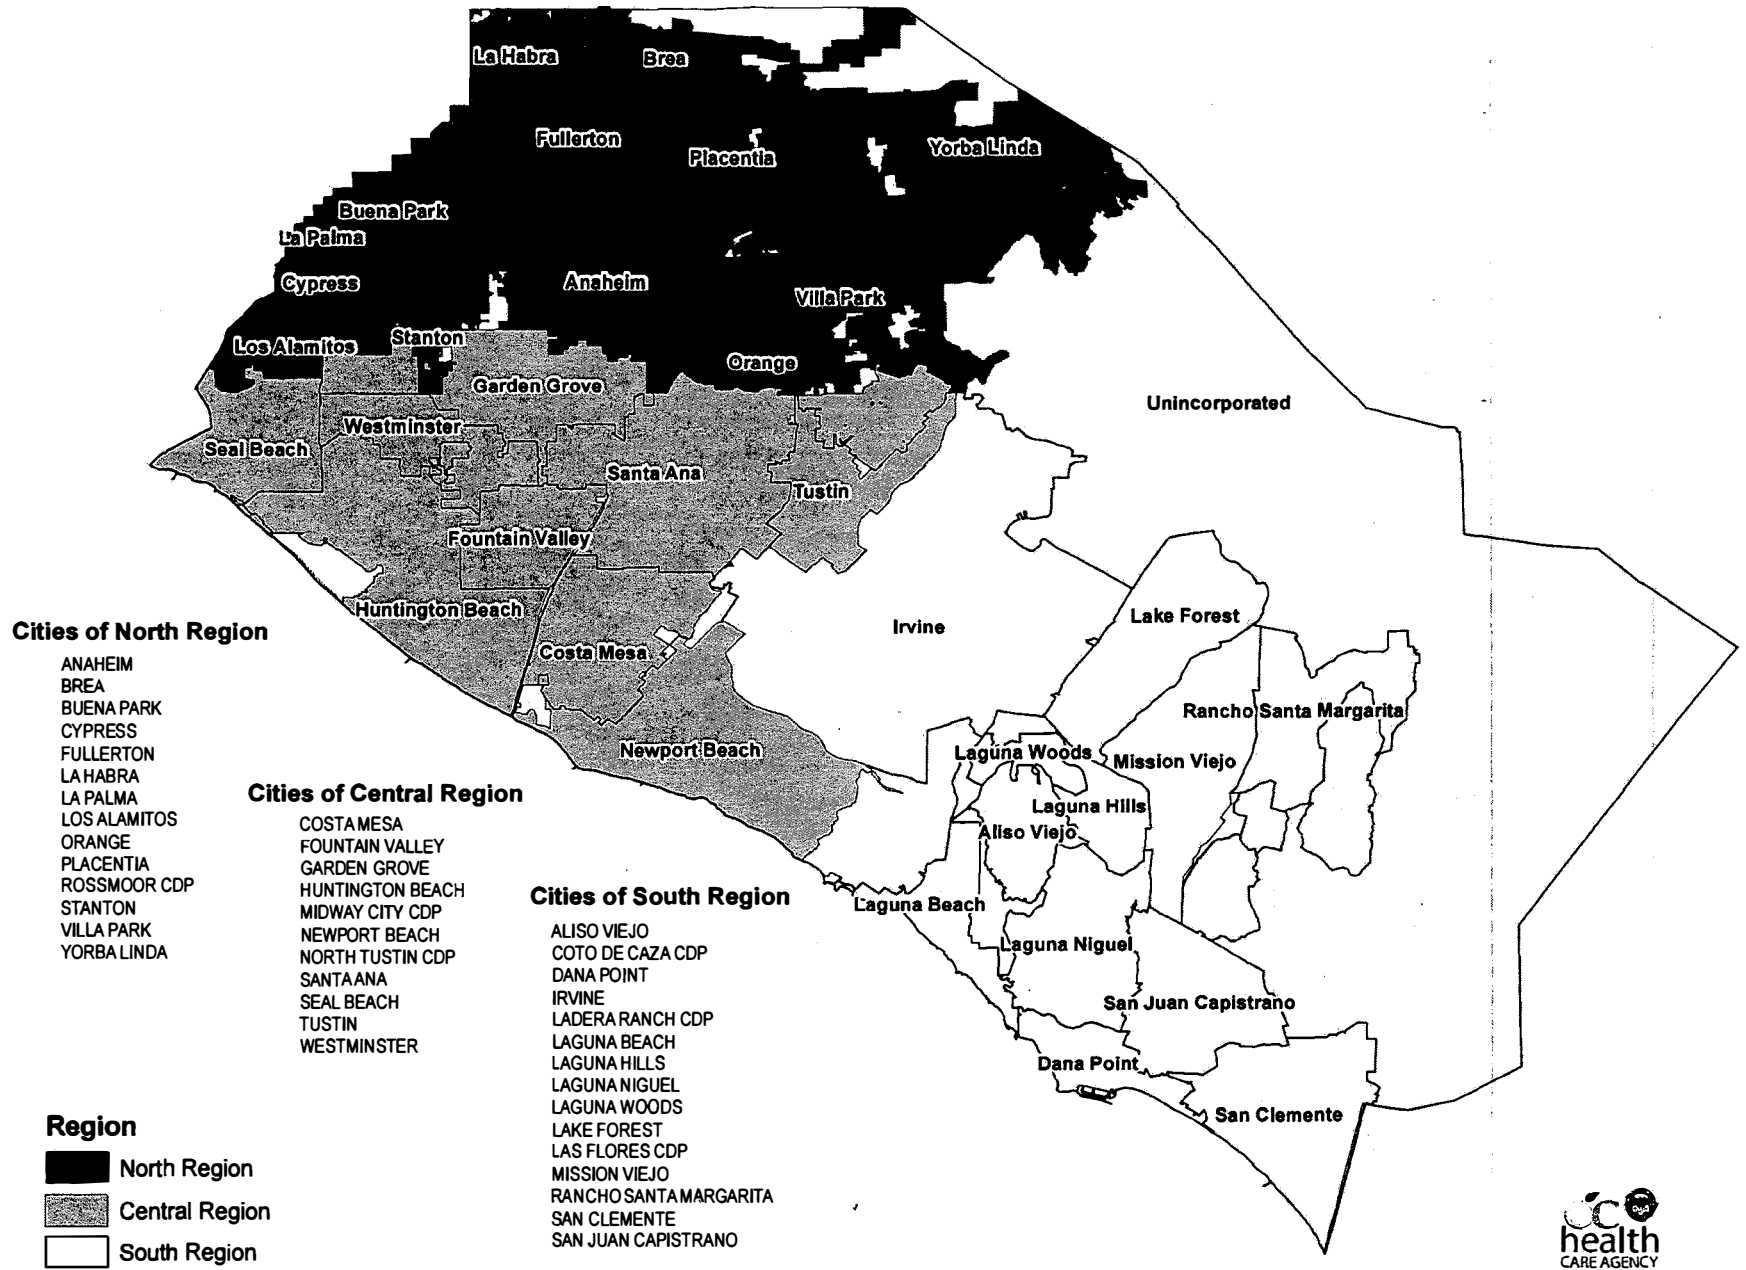 La Habra
Brea
Fullerton
Placentia
Yorba Linda
Buena Park
La Palma
Cypress
Anaheim
Villa Park
Los Alamitos
Stanton
Orange
Garden Grove
Unincorporated
Westminster
Seal Beach
Santa Ana
Tustin
Fountain Valley
Huntington Beach
Costa Mesa
Irvine
Lake Forest
Newport Beach
Rancho Santa Margarita
Laguna Woods
Mission Viejo
Laguna Hills
Aliso Viejo
Laguna Beach
Laguna Niguel
San Juan Capistrano
Dana Point
San Clemente
Cities of North Region
ANAHEIM
BREA
BUENA PARK
CYPRESS
FULLERTON
LA HABRA
LA PALMA
LOS ALAMITOS
ORANGE
PLACENTIA
ROSSMOOR CDP
STANTON
VILLA PARK
YORBA LINDA
Cities of Central Region
COSTA MESA
FOUNTAIN VALLEY
GARDEN GROVE
HUNTINGTON BEACH
MIDWAY CITY CDP
NEWPORT BEACH
NORTH TUSTIN CDP
SANTA ANA
SEAL BEACH
TUSTIN
WESTMINSTER
Cities of South Region
ALISO VIEJO
COTO DE CAZA CDP
DANA POINT
IRVINE
LADERA RANCH CDP
LAGUNA BEACH
LAGUNA HILLS
LAGUNA NIGUEL
LAGUNA WOODS
LAKE FOREST
LAS FLORES CDP
MISSION VIEJO
RANCHO SANTA MARGARITA
SAN CLEMENTE
SAN JUAN CAPISTRANO
Region
North Region
Central Region
South Region
oc
health
CARE AGENCY